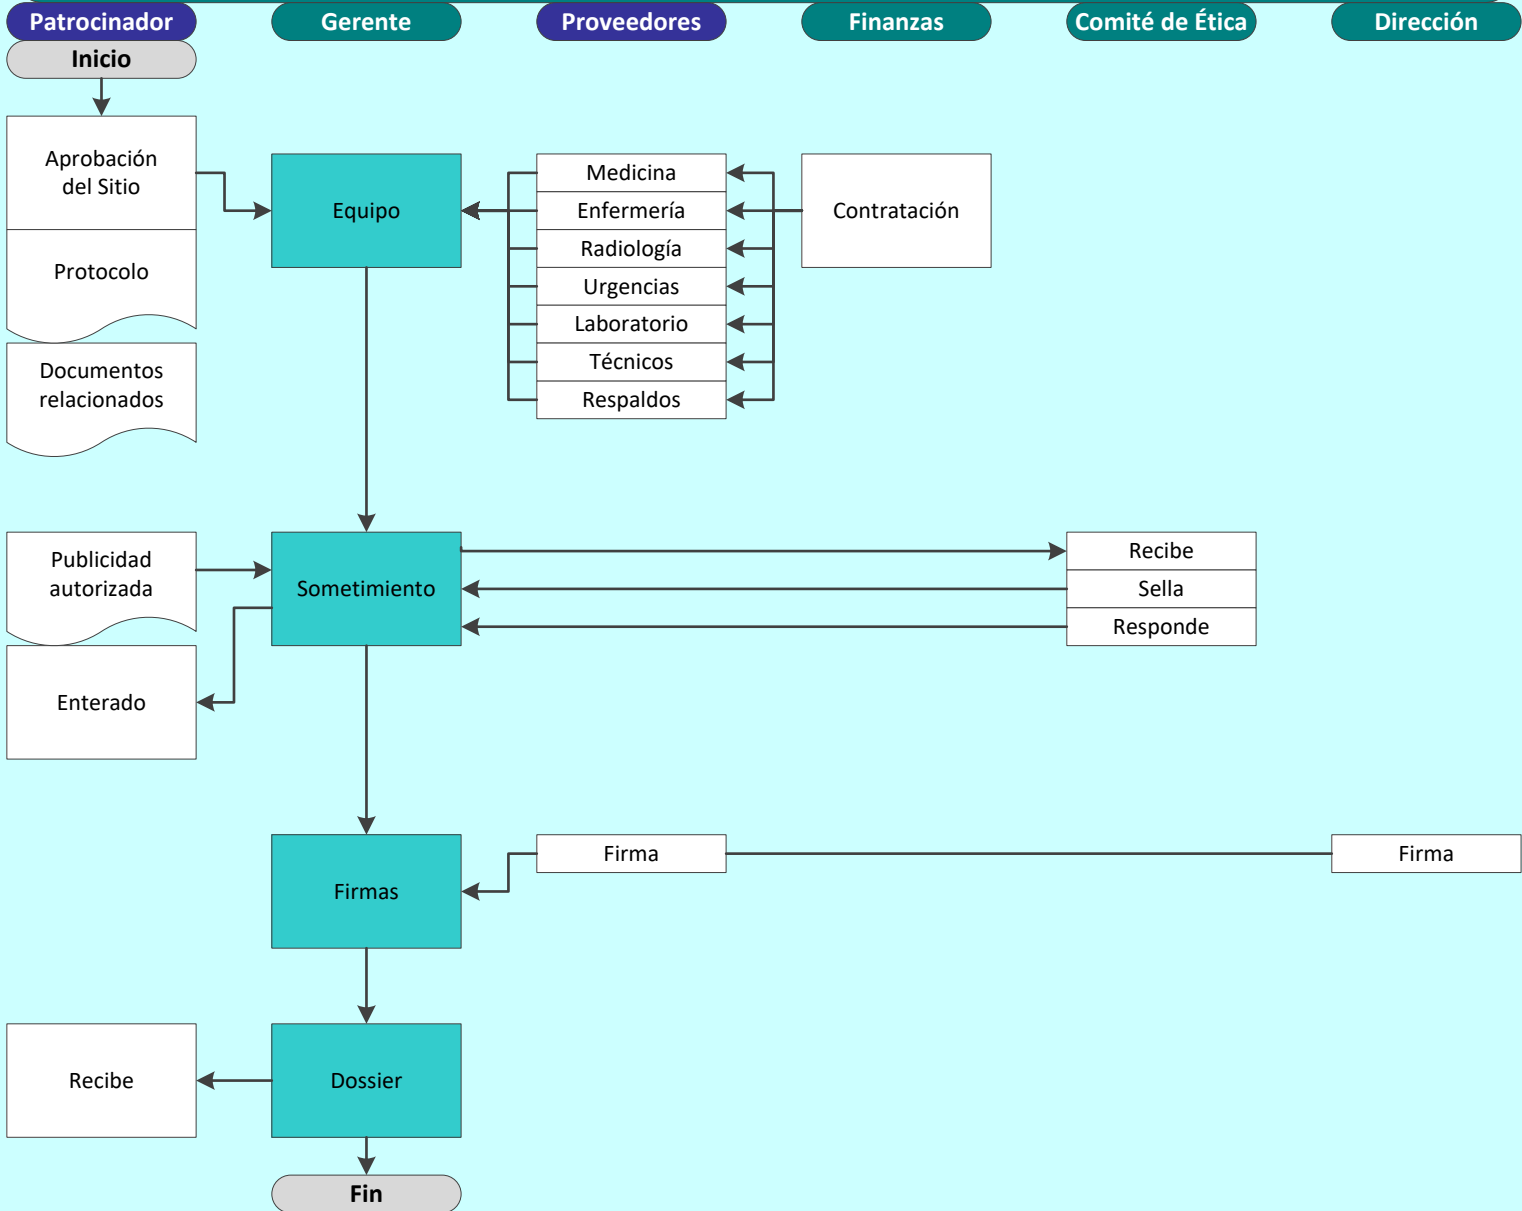 Patrocinador
Gerente
Proveedores
Finanzas
Comité de Ética
Dirección
Inicio
Aprobación
del Sitio
Equipo
Medicina
Enfermería
Radiología
Urgencias
Laboratorio
Técnicos
Respaldos
Contratación
Protocolo
Documentos
relacionados
Publicidad
autorizada
Sometimiento
Recibe
Sella
Responde
Enterado
Firmas
Firma
Firma
Recibe
Dossier
Fin